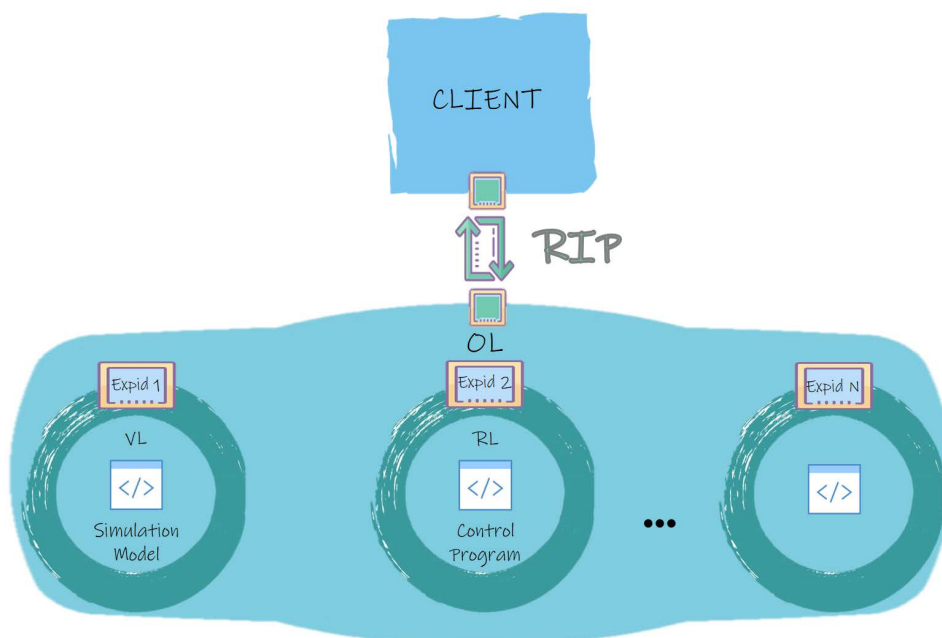 CLIENT
RIP
OL
Expid 1
Expid 2
Expid N
VL
RL
</>
</>
</>
Simulation
Model
Control
Program
...